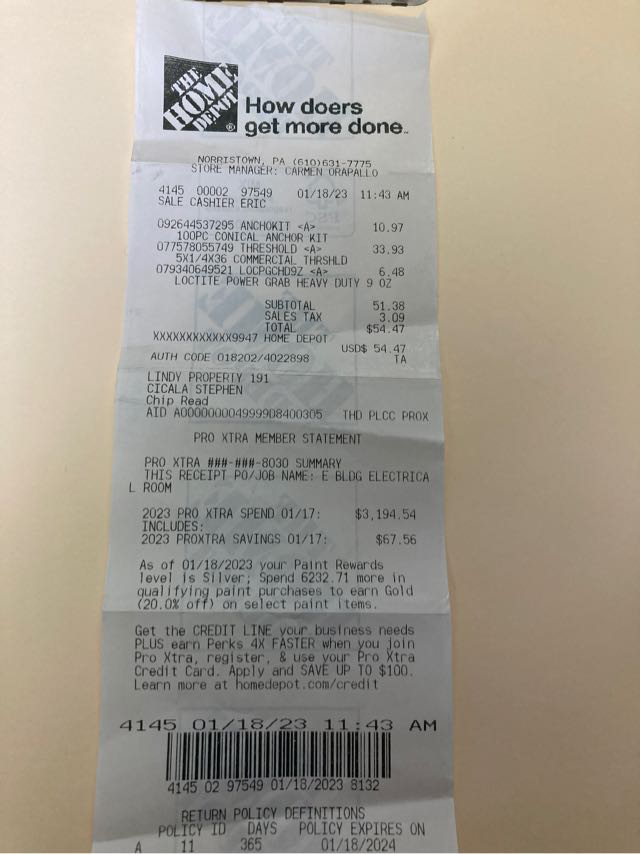 THE
HOME
DEPOT
How doers
get more done
NORRISTOWN, PA (610)631-7775
STORE MANAGER: CARMEN ORAPALLO
4145 00002 97549 01/18/23 11:43 AM
SALE CASHIER ERIC
092644537295 ANCHOKIT <A> 10.97
100PC CONICAL ANCHOR KIT
077578055749 THRESHOLD <A> 33.93
5X1/4X36 COMMERCIAL THRSHLD
079340649521 LOCPGCHD9Z <A> 6.48
LOCTITE POWER GRAB HEAVY DUTY 9 OZ
SUBTOTAL 51.38
SALES TAX 3.09
TOTAL $54.47
XXXXXXXXXXXX9947 HOME DEPOT
USD$ 54.47
AUTH CODE 018202/4022898 TA
LINDY PROPERTY 191
CICALA STEPHEN
Chip Read
AID A0000000049999D8400305 THD PLCC PROX
PRO XTRA MEMBER STATEMENT
PRO XTRA ###-###-8030 SUMMARY
THIS RECEIPT PO/JOB NAME: E BLDG ELECTRICA
L ROOM
2023 PRO XTRA SPEND 01/17: $3,194.54
INCLUDES:
2023 PROXTRA SAVINGS 01/17: $67.56
As of 01/18/2023 your Paint Rewards
level is Silver; Spend 6232.71 more in
qualifying paint purchases to earn Gold
(20.0% off) on select paint items.
Get the CREDIT LINE your business needs
PLUS earn Perks 4X FASTER when you join
Pro Xtra, register, & use your Pro Xtra
Credit Card. Apply and SAVE UP TO $100.
Learn more at homedepot.com/credit
4145 01/18/23 11:43 AM
4145 02 97549 01/18/2023 8132
RETURN POLICY DEFINITIONS
POLICY ID DAYS POLICY EXPIRES ON
A 11 365 01/18/2024